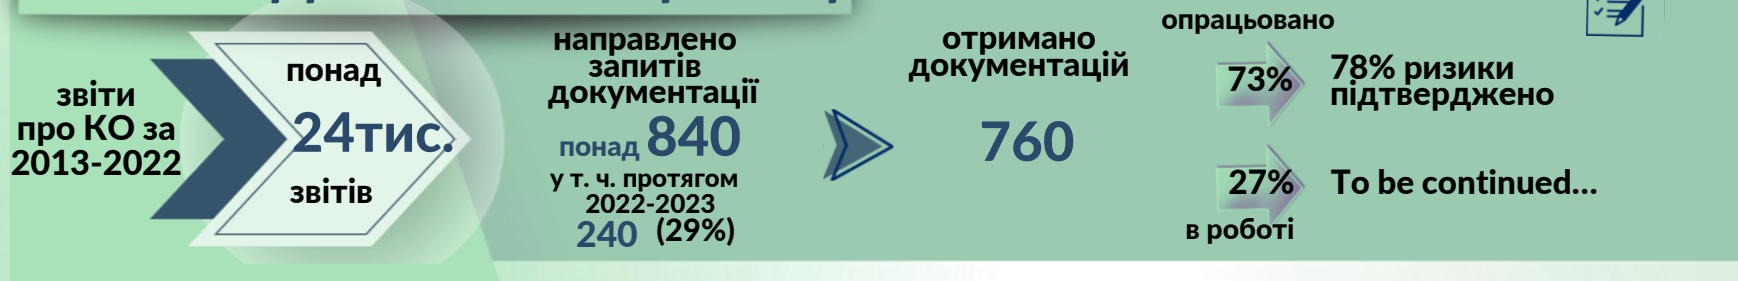 звіти
про КО за
2013-2022
понад
24тис.
звітів
направлено
запитів
документації
понад 840
у т. ч. протягом
2022-2023
240 (29%)
отримано
документацій
760
опрацьовано
73%
78% ризики
підтверджено
27%
To be continued...
в роботі